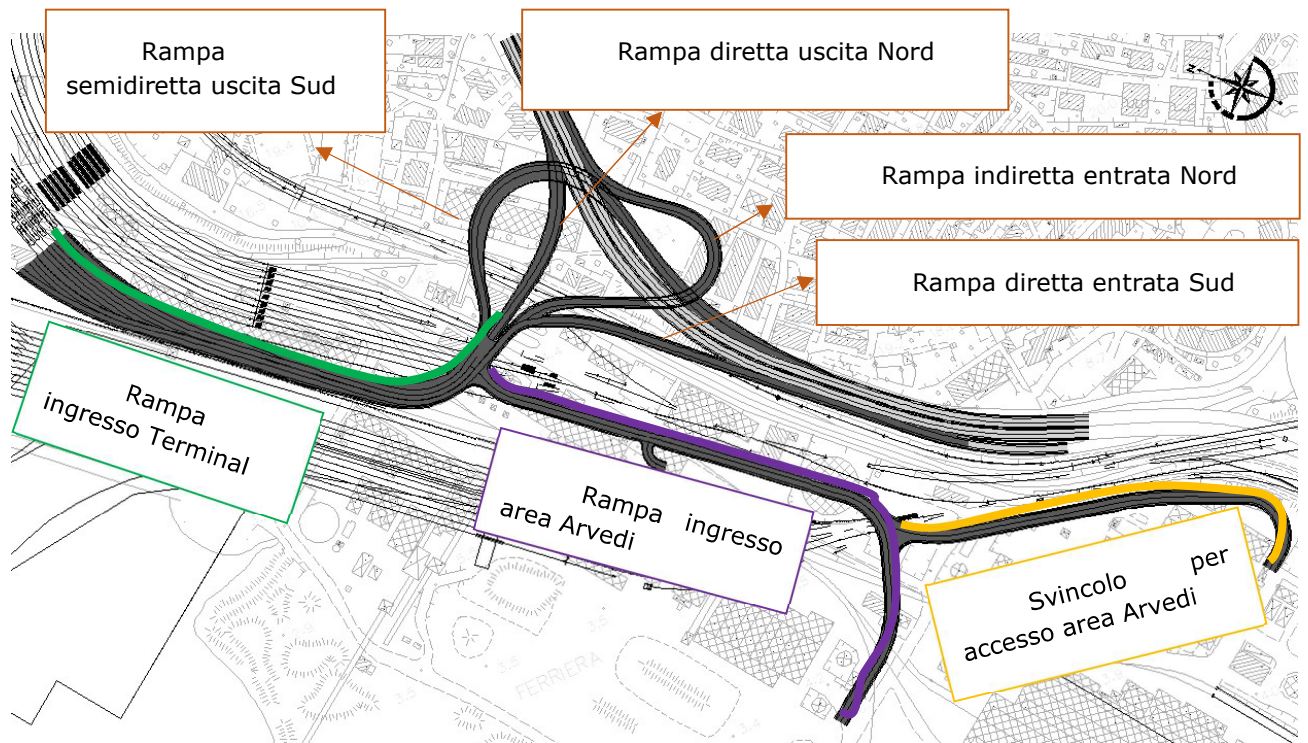 Rampa
semidiretta uscita Sud
Rampa diretta uscita Nord
N
Rampa indiretta entrata Nord
Rampa diretta entrata Sud
Rampa
ingresso Terminal
Rampa ingresso
area Arvedi
Svincolo per
accesso area Arvedi
FERRIERA